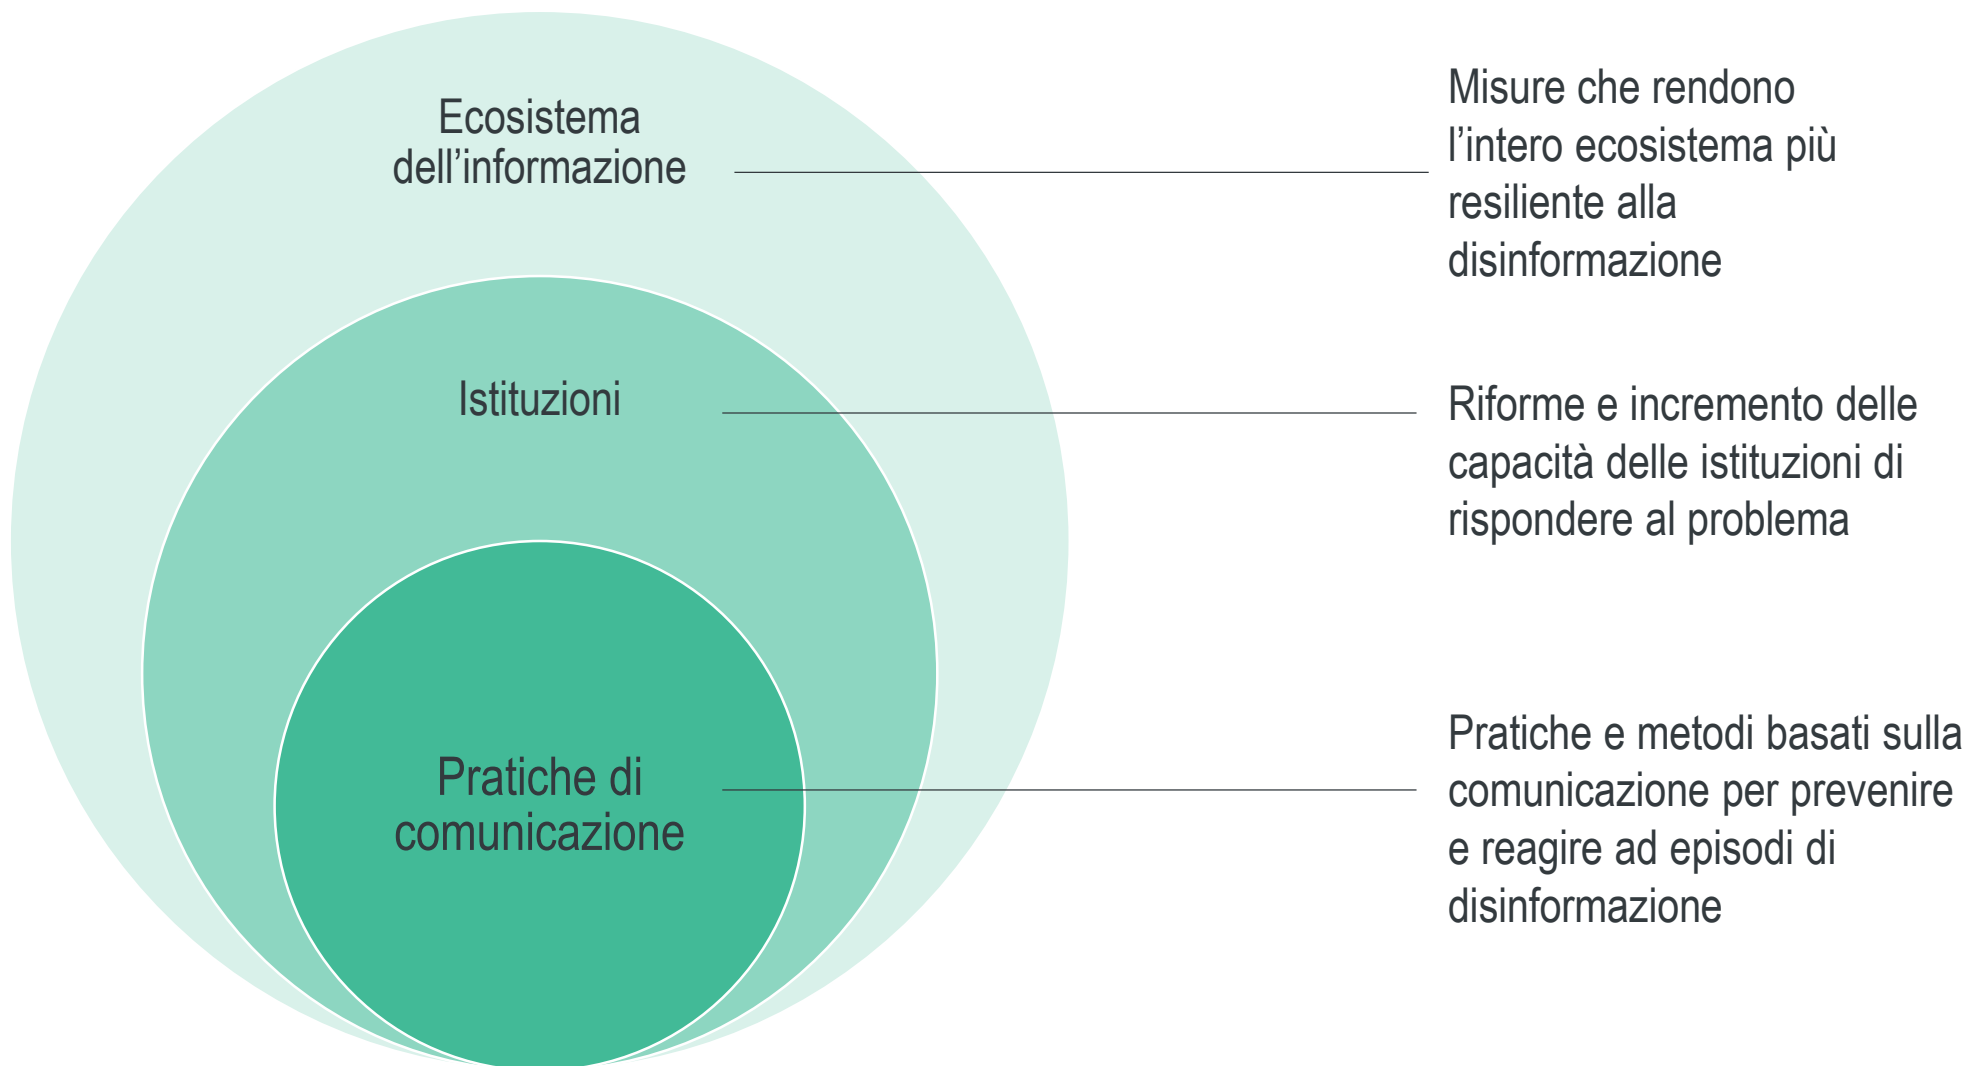 Ecosistema
dell’informazione
Misure che rendono
l’intero ecosistema più
resiliente alla
disinformazione
Istituzioni
Riforme e incremento delle
capacità delle istituzioni di
rispondere al problema
Pratiche di
comunicazione
Pratiche e metodi basati sulla
comunicazione per prevenire
e reagire ad episodi di
disinformazione